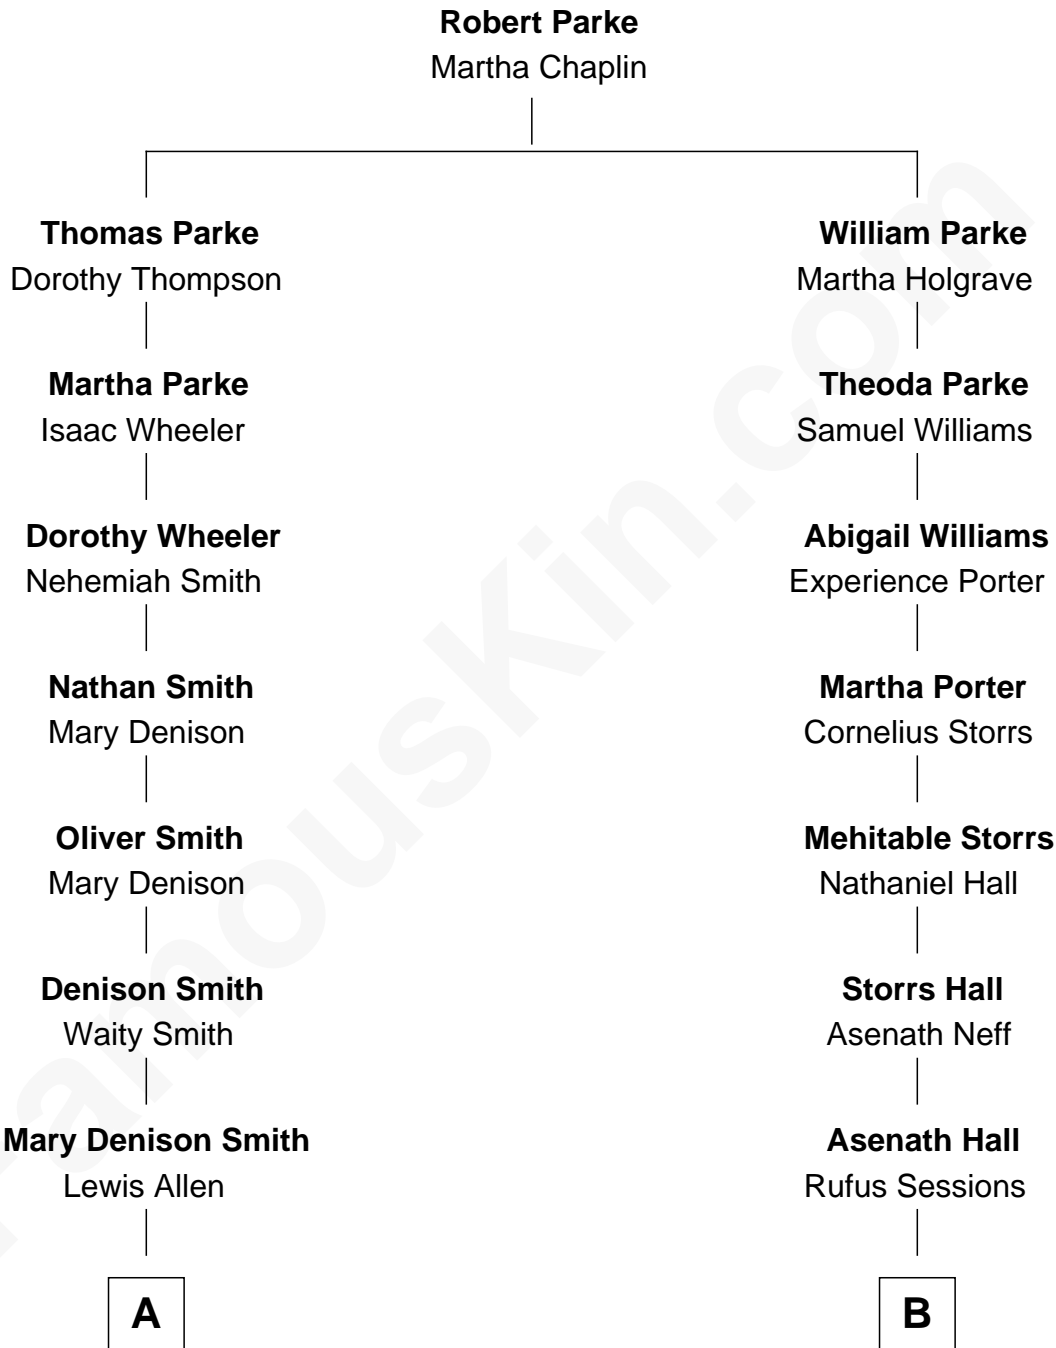 Robert Parke
Martha Chaplin
Thomas Parke
Dorothy Thompson
William Parke
Martha Holgrave
Martha Parke
Isaac Wheeler
Theoda Parke
Samuel Williams
Dorothy Wheeler
Nehemiah Smith
Abigail Williams
Experience Porter
Nathan Smith
Mary Denison
Martha Porter
Cornelius Storrs
Oliver Smith
Mary Denison
Mehitable Storrs
Nathaniel Hall
Denison Smith
Waity Smith
Storrs Hall
Asenath Neff
Mary Denison Smith
Lewis Allen
Asenath Hall
Rufus Sessions
A
B
FamousKin.com